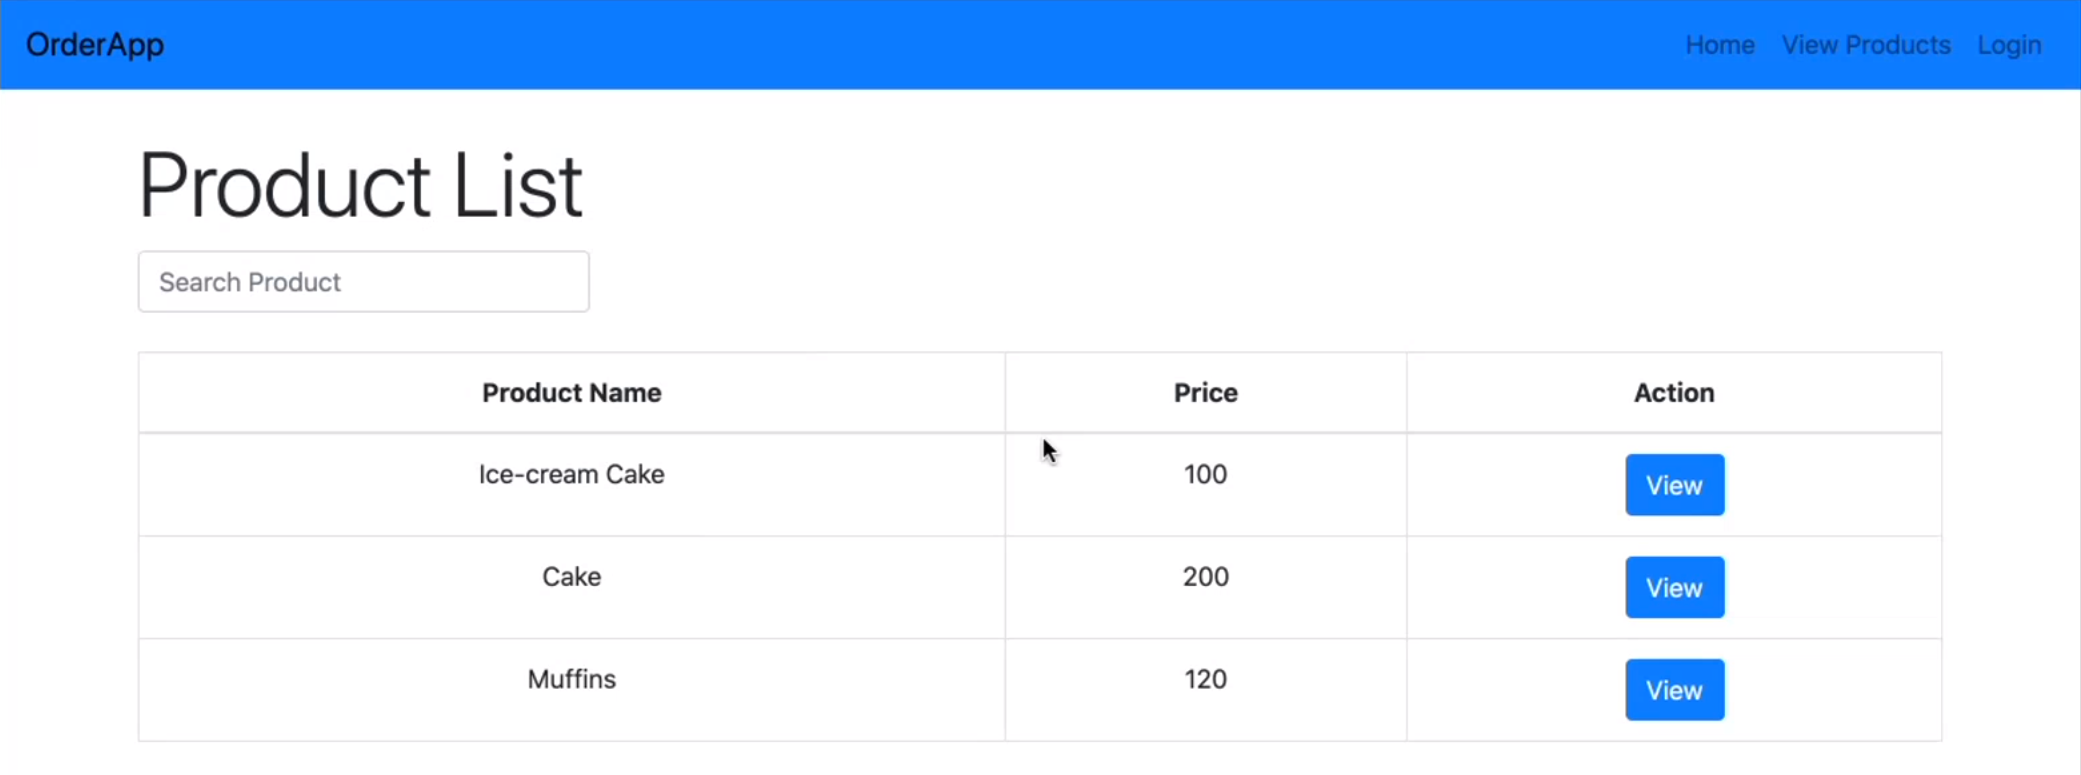 OrderApp Home View Products Login
Product List
Search Product
Product Name Price Action
Ice-cream Cake 100 View
Cake 200 View
Muffins 120 View